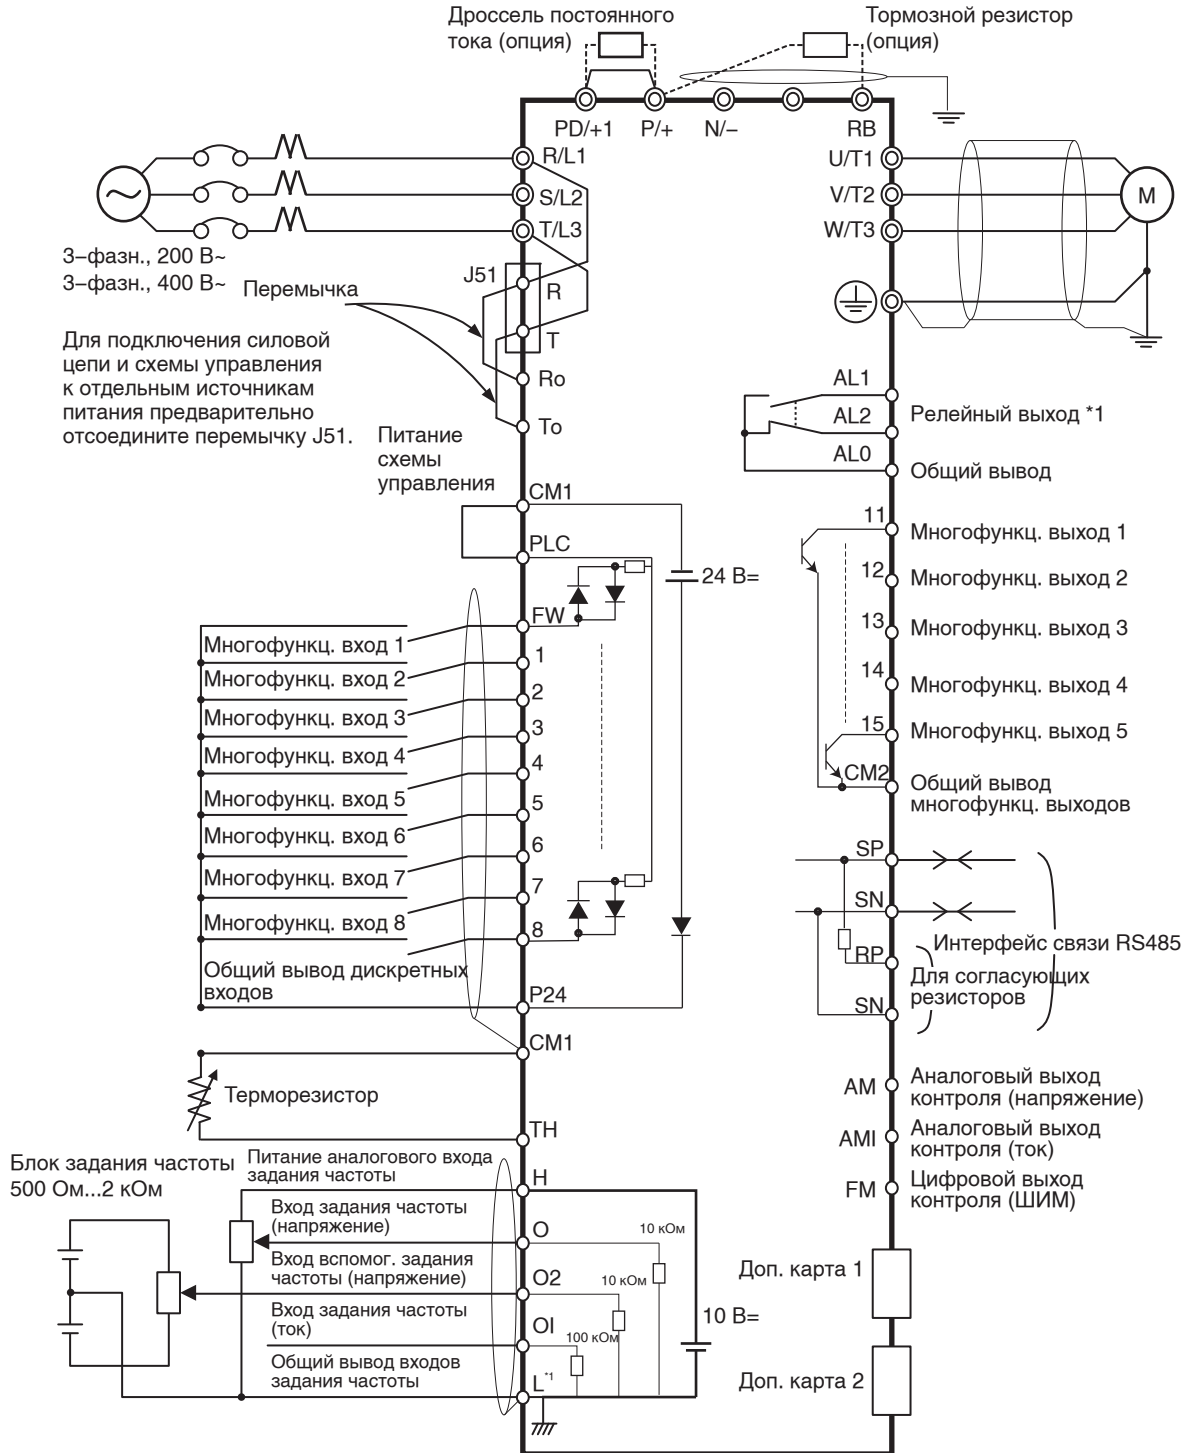 Дроссель постоянного
тока (опция)
Тормозной резистор
(опция)
PD/+1
P/+
N/−
RB
R/L1
S/L2
T/L3
U/T1
V/T2
W/T3
M
3−фазн., 200 В~
3−фазн., 400 В~
Перемычка
J51
R
T
Ro
To
Для подключения силовой
цепи и схемы управления
к отдельным источникам
питания предварительно
отсоедините перемычку J51.
Питание
схемы
управления
AL1
AL2
AL0
Релейный выход *1
Общий вывод
CM1
PLC
24 В=
FW
1
2
3
4
5
6
7
8
P24
CM1
TH
Многофункц. вход 1
Многофункц. вход 2
Многофункц. вход 3
Многофункц. вход 4
Многофункц. вход 5
Многофункц. вход 6
Многофункц. вход 7
Многофункц. вход 8
Общий вывод дискретных
входов
11
Многофункц. выход 1
12
Многофункц. выход 2
13
Многофункц. выход 3
14
Многофункц. выход 4
15
Многофункц. выход 5
CM2
Общий вывод
многофункц. выходов
SP
SN
RP
SN
Интерфейс связи RS485
Для согласующих
резисторов
Терморезистор
AM
Аналоговый выход
контроля (напряжение)
AMI
Аналоговый выход
контроля (ток)
FM
Цифровой выход
контроля (ШИМ)
Блок задания частоты
500 Ом...2 кОм
Питание аналогового входа
задания частоты
H
Вход задания частоты
(напряжение)
O
10 кОм
Вход вспомог. задания
частоты (напряжение)
O2
10 кОм
Вход задания частоты
(ток)
OI
100 кОм
Общий вывод входов
задания частоты
L*1
10 В=
Доп. карта 1
Доп. карта 2